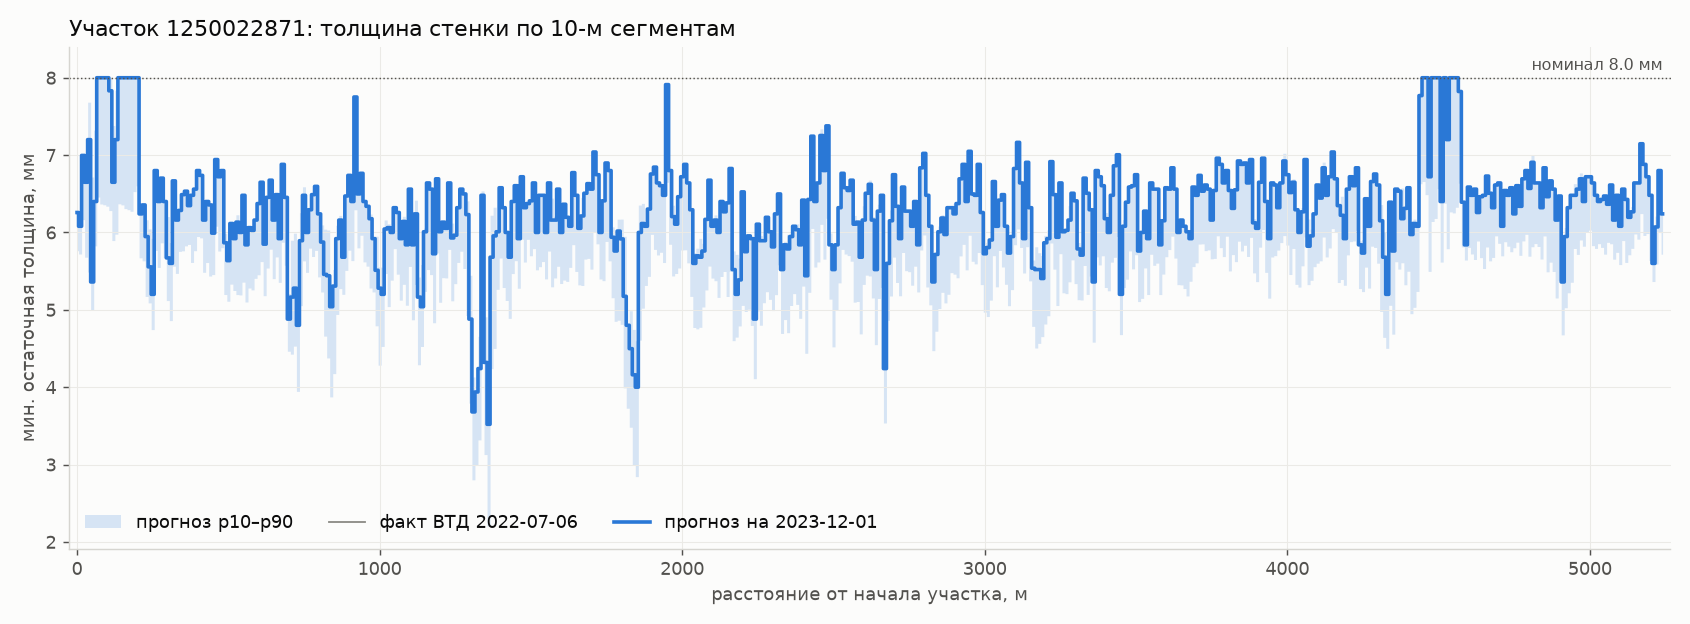 Участок 1250022871: толщина стенки по 10-м сегментам
номинал 8.0 мм
мин. остаточная толщина, мм
8
7
6
5
4
3
2
прогноз p10–p90
факт ВТД 2022-07-06
прогноз на 2023-12-01
0 1000 2000 3000 4000 5000
расстояние от начала участка, м